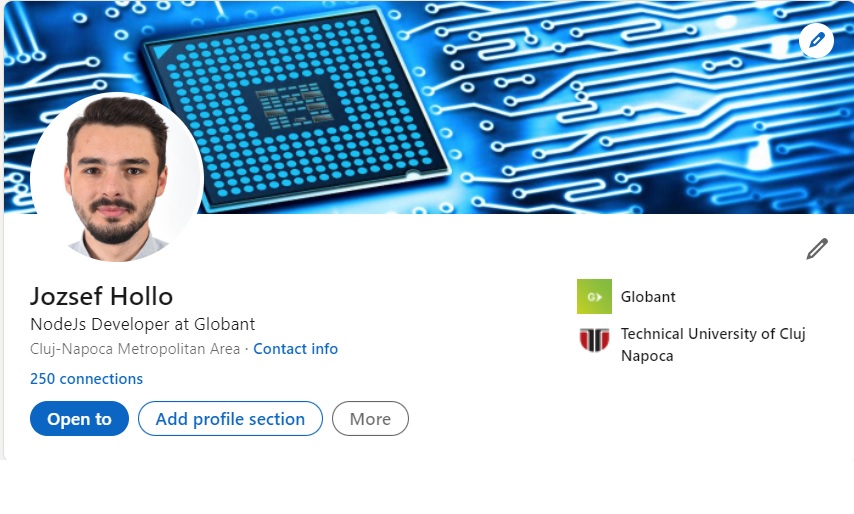 Jozsef Hollo
NodeJs Developer at Globant
Cluj-Napoca Metropolitan Area · Contact info
250 connections
Open to
Add profile section
More
G
Globant
Technical University of Cluj
Napoca